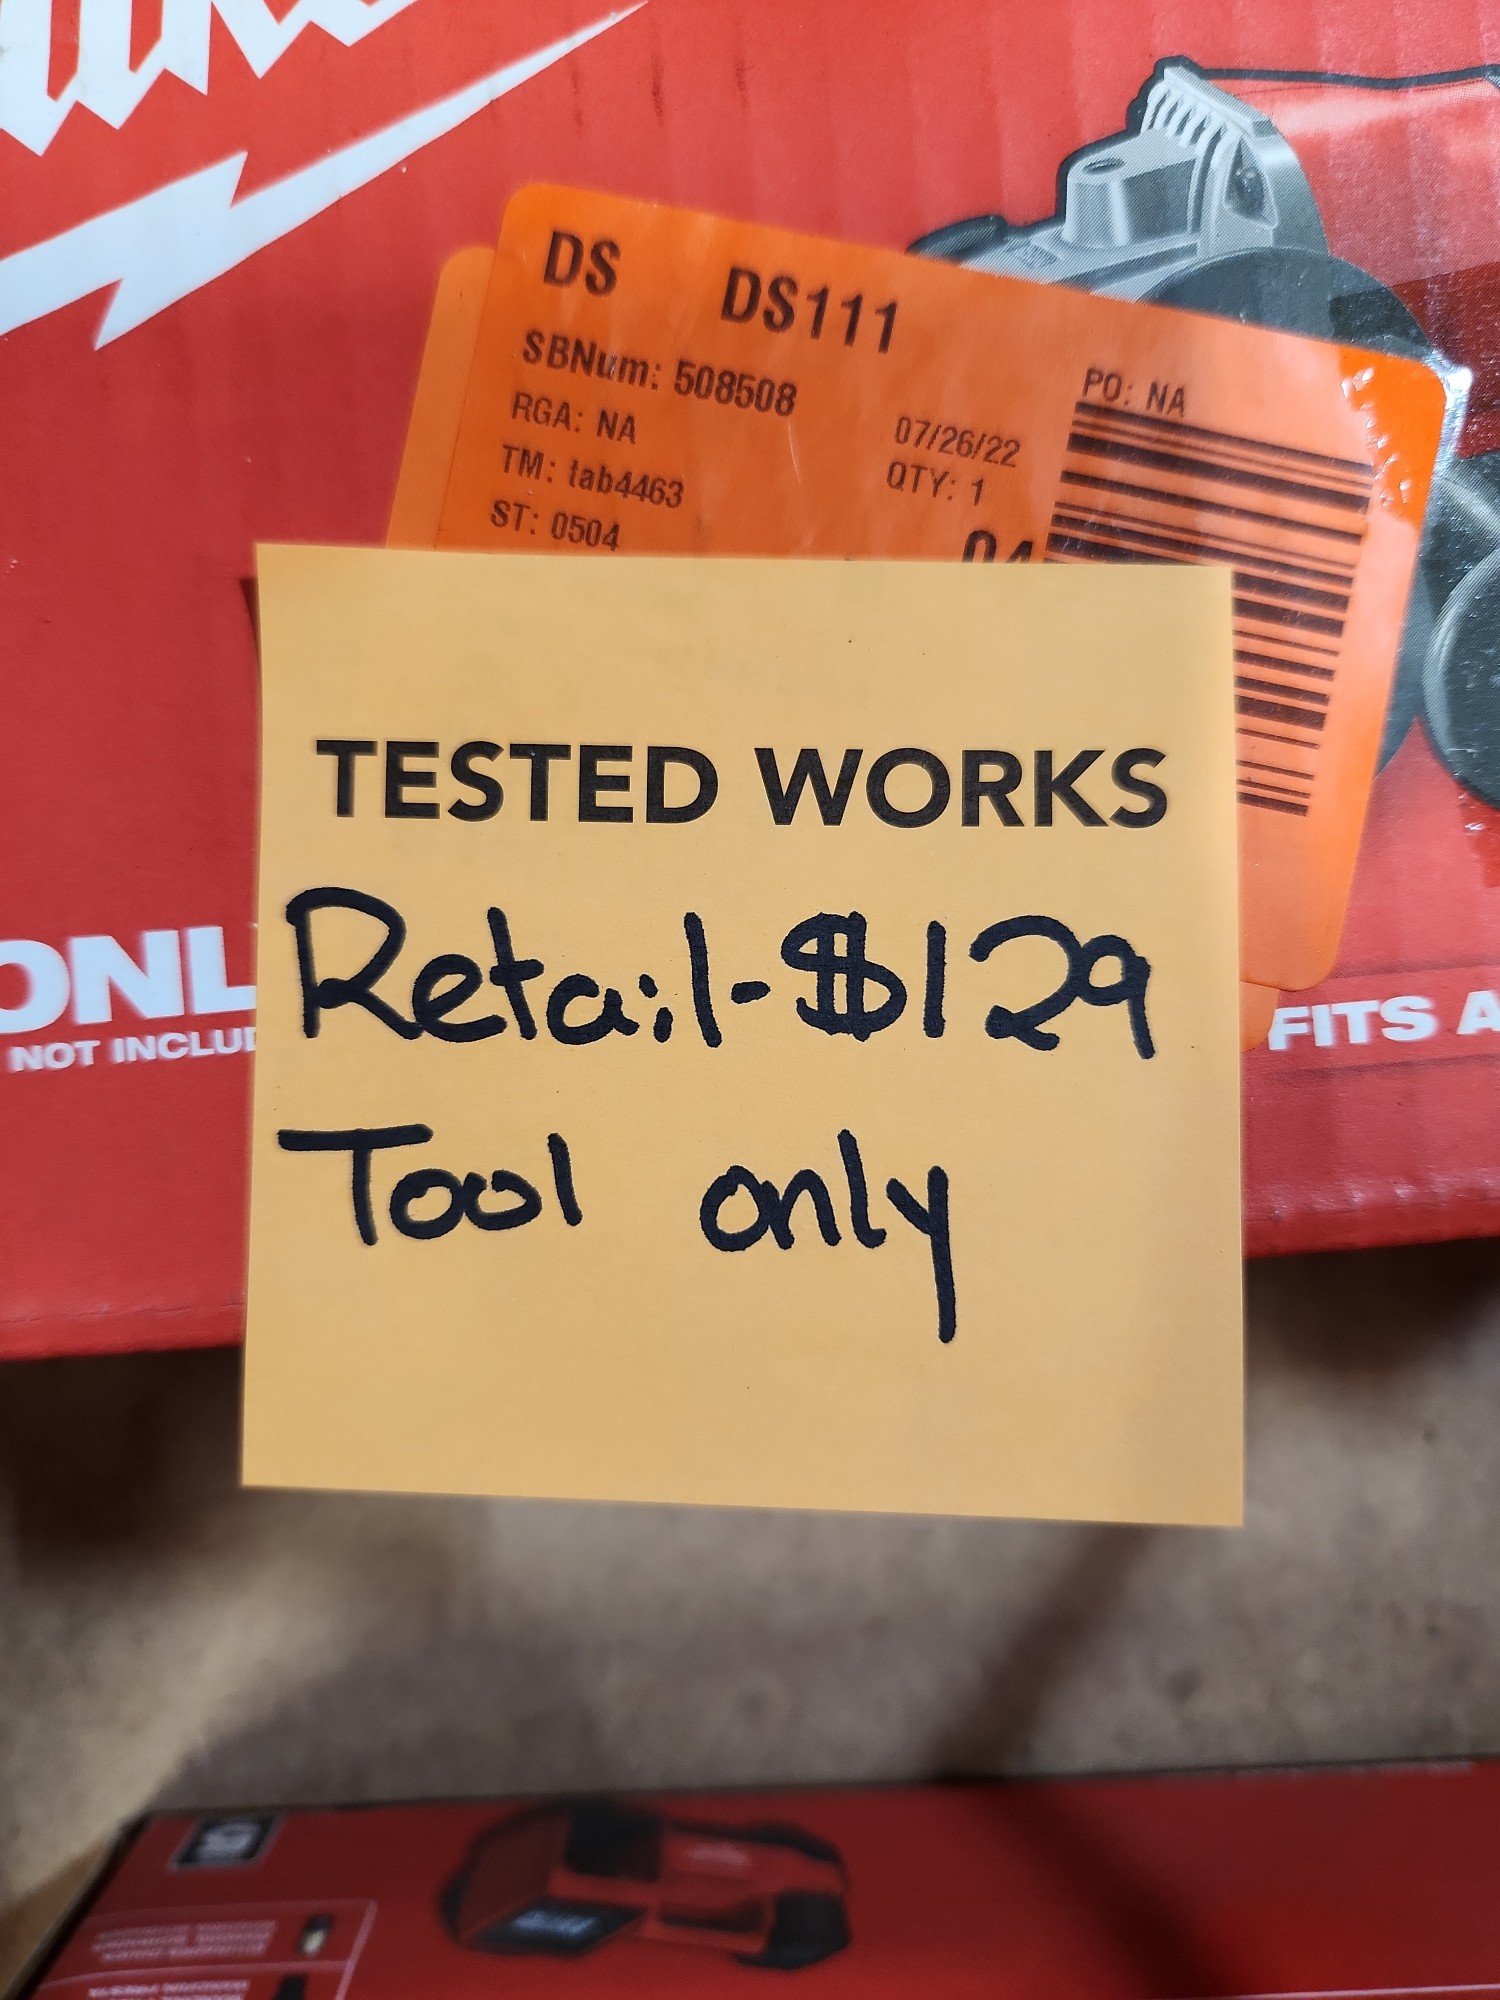 DS DS111
SBNum: 508508
RGA: NA
TM: tab4463
ST: 0504
07/26/22
QTY: 1
PO: NA
TESTED WORKS
Retail-$129
Tool only
NOT
FITS